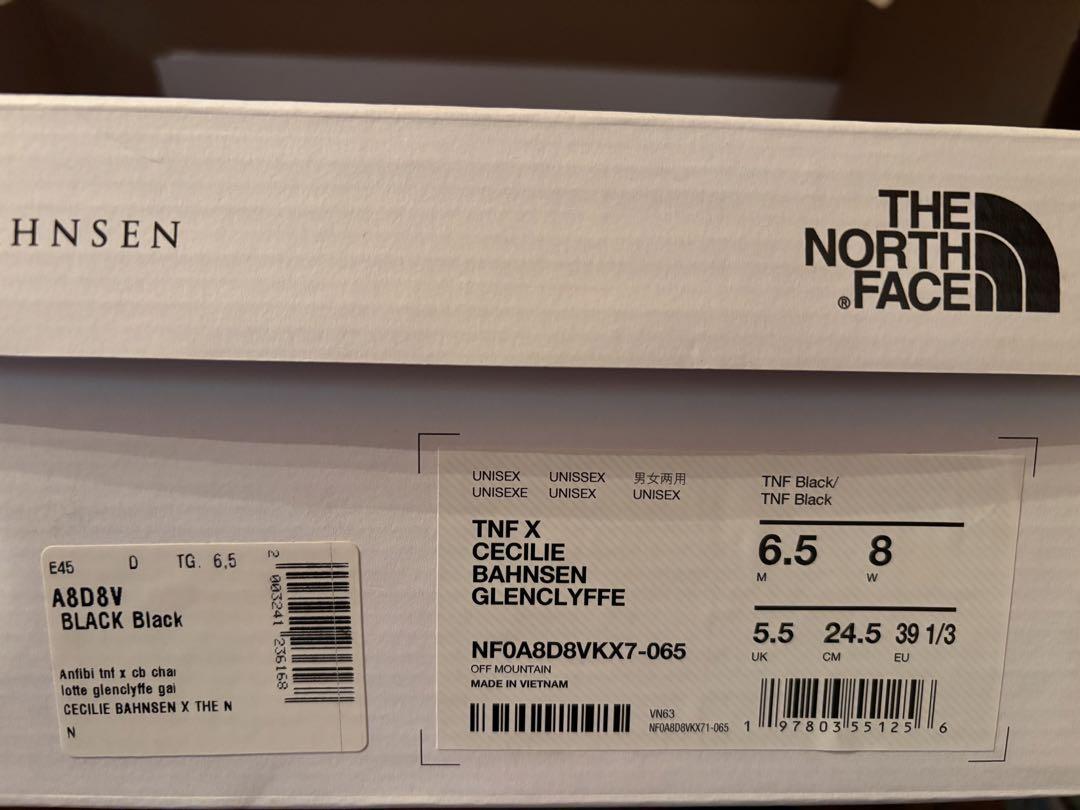 HNSEN
THE
NORTH
®FACE
UNISEX UNISSEX 男女两用
UNISEXE UNISEX UNISEX
TNF X
CECILIE
BAHNSEN
GLENCLYFFE
NF0A8D8VKX7-065
OFF MOUNTAIN
MADE IN VIETNAM
VN63
NF0A8D8VKX71-065
TNF Black/
TNF Black
6.5 8
M W
5.5 24.5 39 1/3
UK CM EU
1 97803 55125 6
E45 D TG. 6,5
A8D8V
BLACK Black
Anfibi tnf x cb char
lotte glenclyffe gai
CECILIE BAHNSEN X THE N
N
2 003241 236168